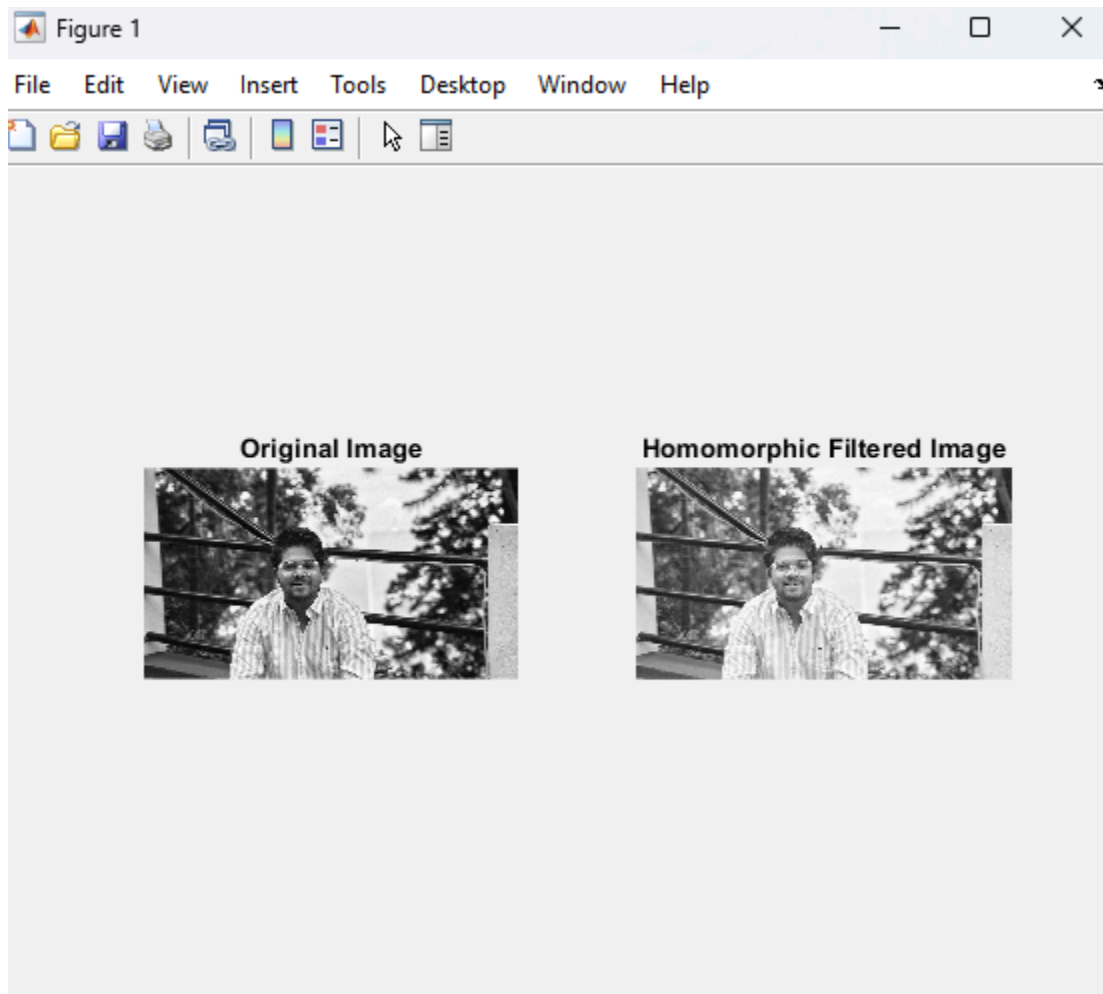 Figure 1
File Edit View Insert Tools Desktop Window Help
Original Image
Homomorphic Filtered Image